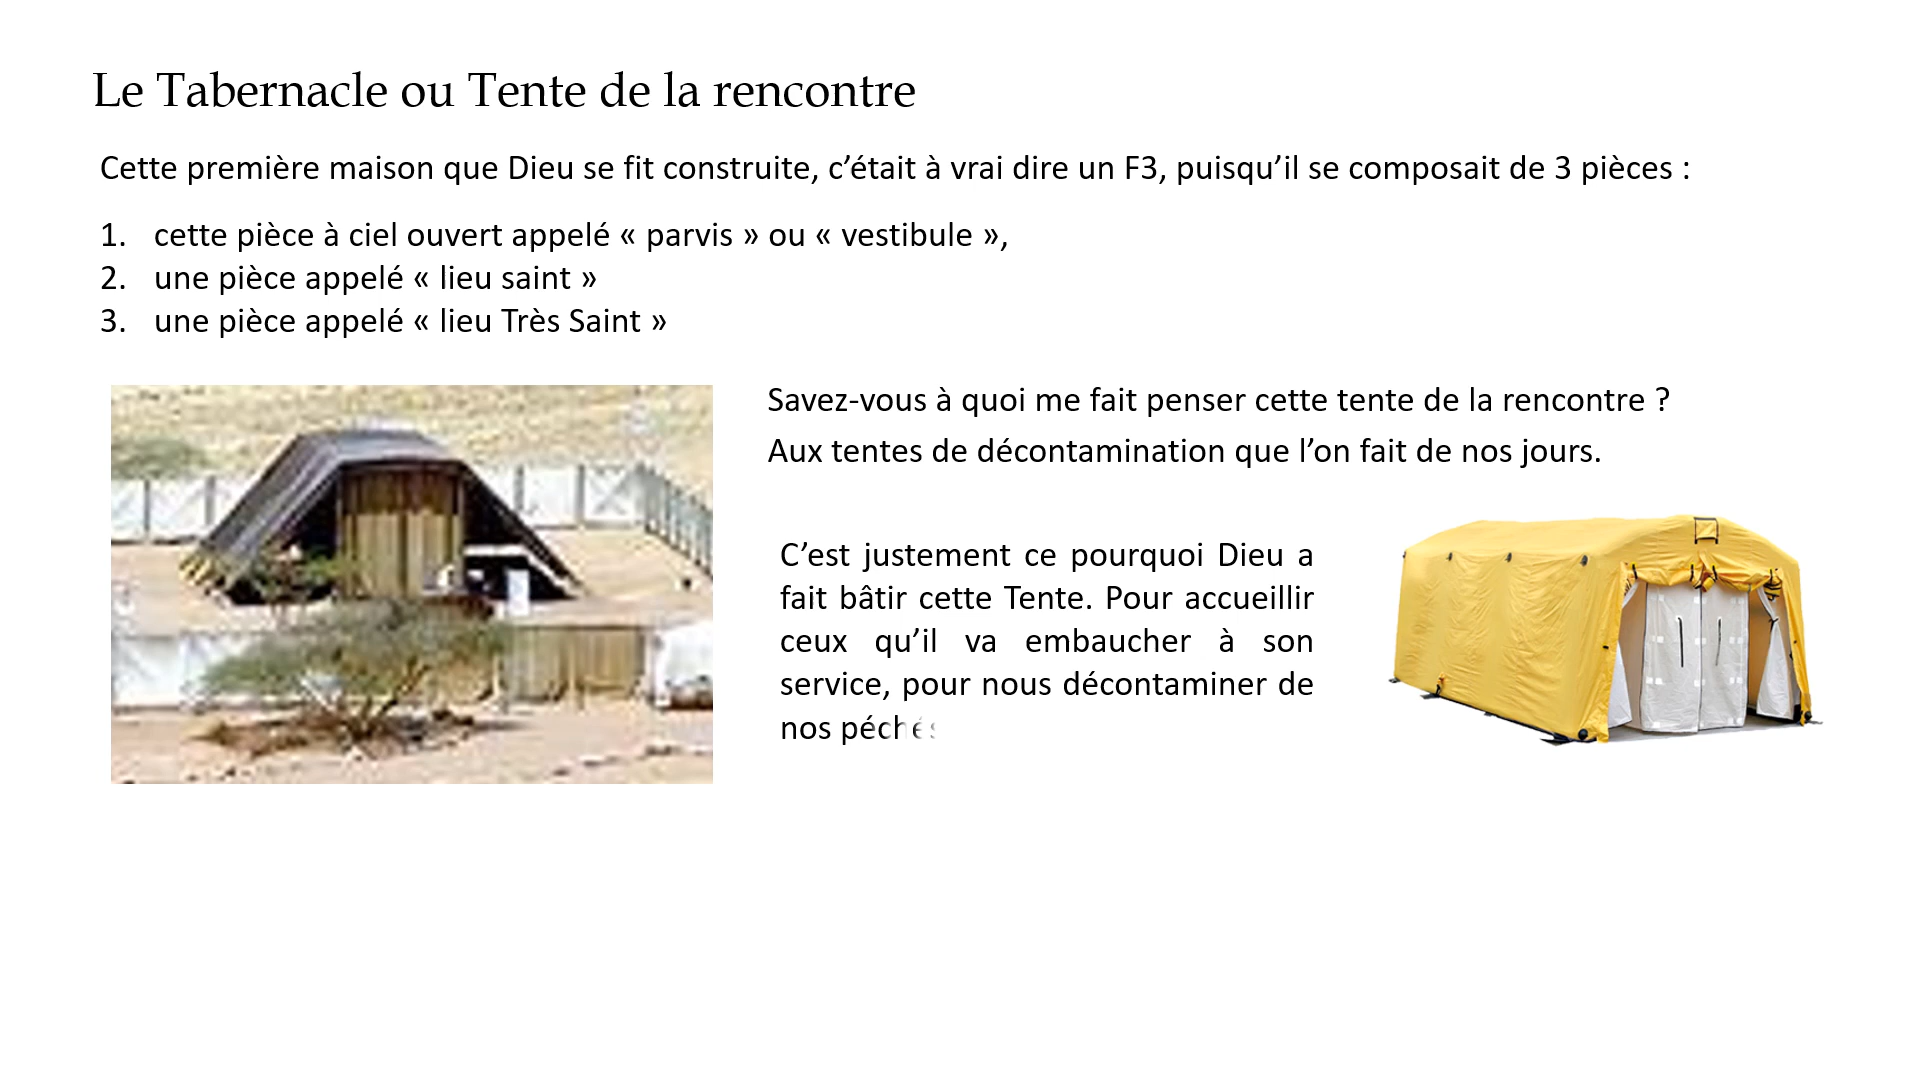 Le Tabernacle ou Tente de la rencontre
Cette première maison que Dieu se fit construite, c’était à vrai dire un F3, puisqu’il se composait de 3 pièces :
1. cette pièce à ciel ouvert appelé « parvis » ou « vestibule »,
2. une pièce appelé « lieu saint »
3. une pièce appelé « lieu Très Saint »
Savez-vous à quoi me fait penser cette tente de la rencontre ?
Aux tentes de décontamination que l’on fait de nos jours.
C’est justement ce pourquoi Dieu a
fait bâtir cette Tente. Pour accueillir
ceux qu’il va embaucher à son
service, pour nous décontaminer de
nos péchés